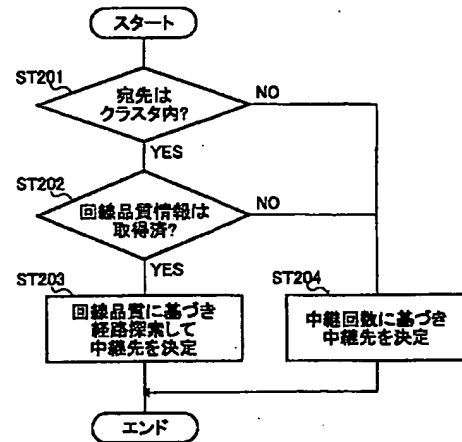 スタート
ST201
宛先は
クラスタ内?
NO
YES
ST202
回線品質情報は
取得済?
NO
YES
ST203
回線品質に基づき
経路探索して
中継先を決定
ST204
中継回数に基づき
中継先を決定
エンド